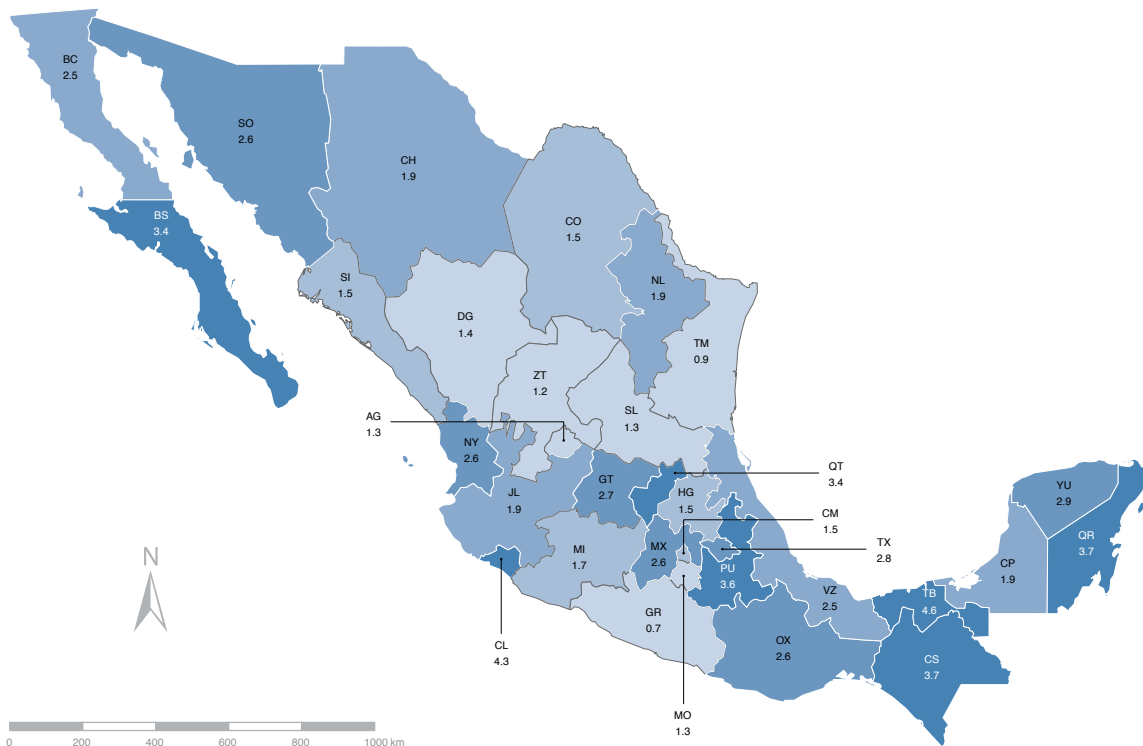 BC
2.5
SO
2.6
CH
1.9
BS
3.4
CO
1.5
SI
1.5
NL
1.9
DG
1.4
TM
0.9
ZT
1.2
SL
1.3
AG
1.3
NY
2.6
QT
3.4
GT
2.7
JL
1.9
HG
1.5
CM
1.5
YU
2.9
QR
3.7
TX
2.8
MX
2.6
MI
1.7
PU
3.6
CP
1.9
VZ
2.5
TB
4.6
GR
0.7
OX
2.6
CS
3.7
CL
4.3
MO
1.3
N
0 200 400 600 800 1000 km